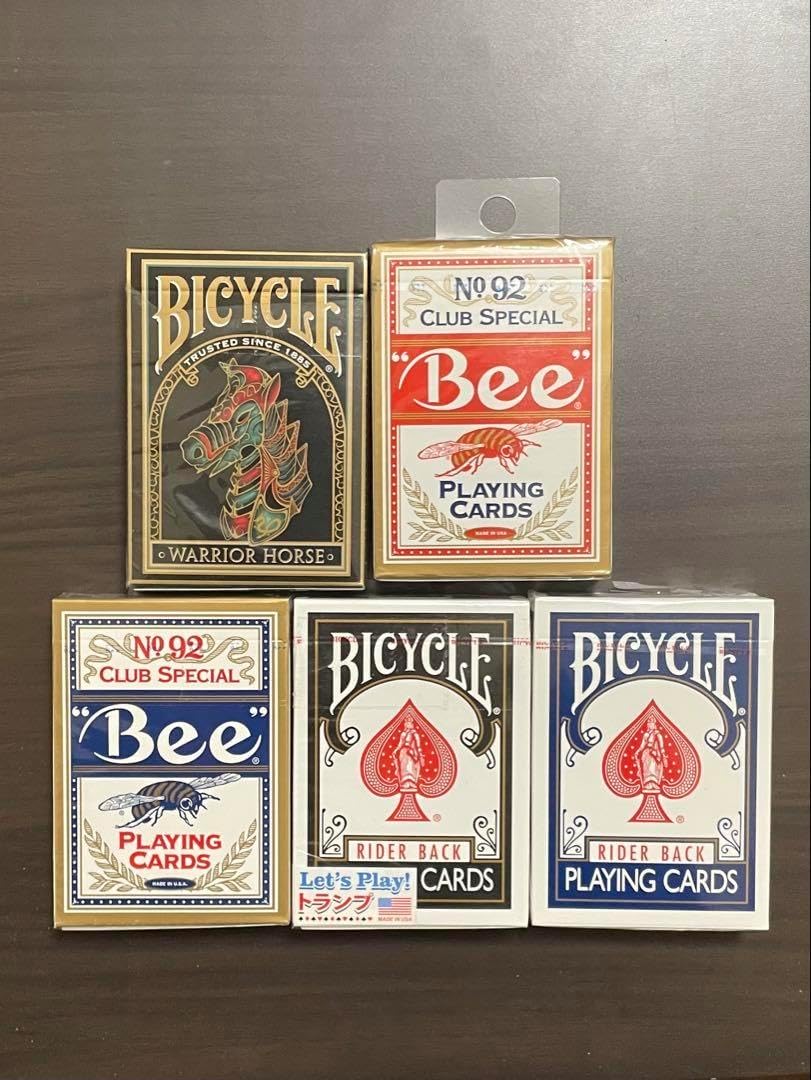 BICYCLE
TRUSTED SINCE 1885
®
WARRIOR HORSE
No 92
CLUB SPECIAL
"Bee"
®
PLAYING
CARDS
MADE IN USA
No 92
CLUB SPECIAL
"Bee"
®
PLAYING
CARDS
MADE IN U.S.A.
BICYCLE
®
RIDER BACK
CARDS
Let's Play!
トランプ
MADE IN USA
BICYCLE
®
RIDER BACK
PLAYING CARDS